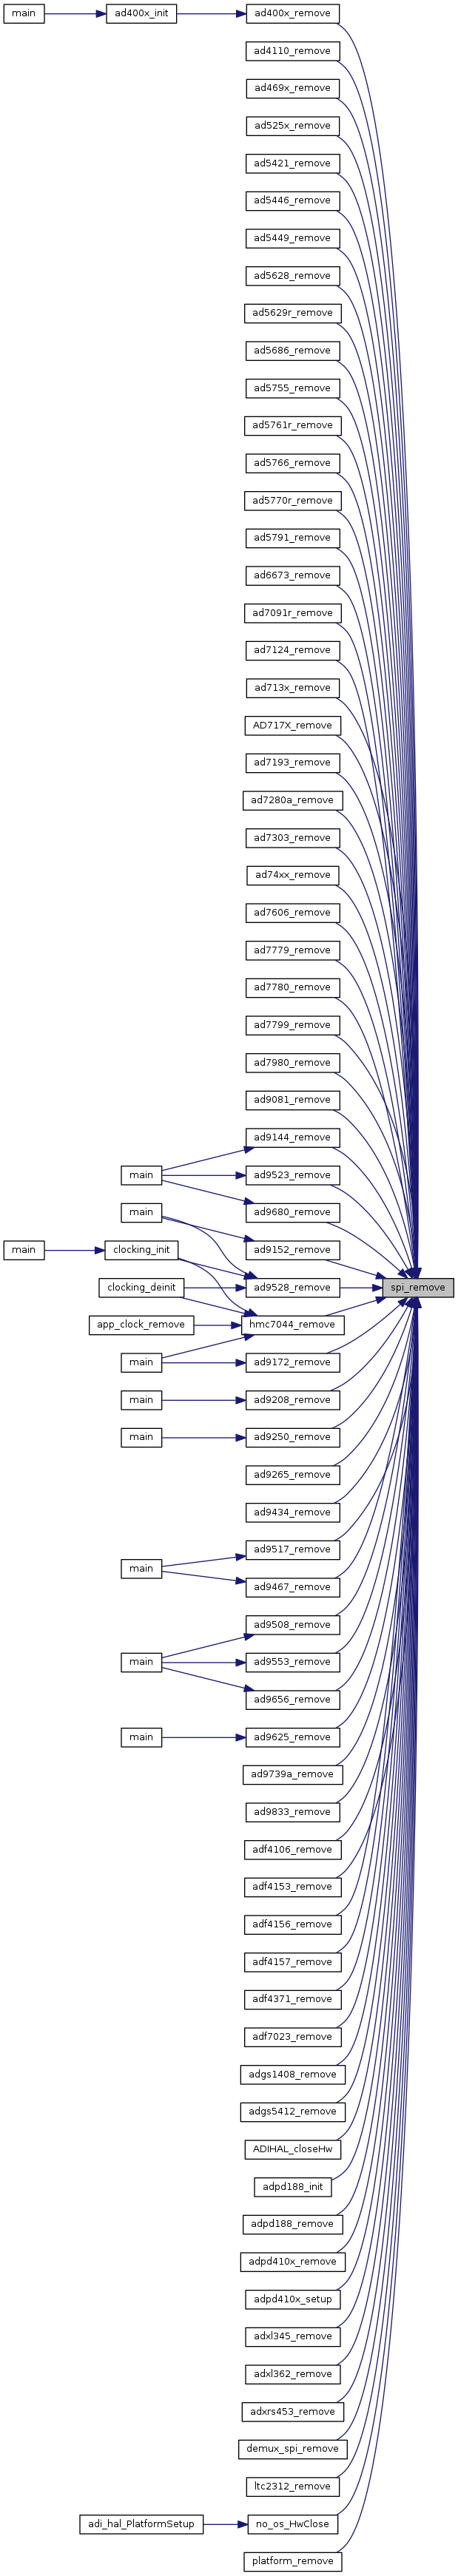 main
ad400x_init
ad400x_remove
ad4110_remove
ad469x_remove
ad525x_remove
ad5421_remove
ad5446_remove
ad5449_remove
ad5628_remove
ad5629r_remove
ad5686_remove
ad5755_remove
ad5761r_remove
ad5766_remove
ad5770r_remove
ad5791_remove
ad6673_remove
ad7091r_remove
ad7124_remove
ad713x_remove
AD717X_remove
ad7193_remove
ad7280a_remove
ad7303_remove
ad74xx_remove
ad7606_remove
ad7779_remove
ad7780_remove
ad7799_remove
ad7980_remove
ad9081_remove
ad9144_remove
main
ad9523_remove
main
ad9680_remove
main
clocking_init
ad9152_remove
clocking_deinit
ad9528_remove
spi_remove
app_clock_remove
hmc7044_remove
main
ad9172_remove
main
ad9208_remove
main
ad9250_remove
ad9265_remove
ad9434_remove
ad9517_remove
main
ad9467_remove
ad9508_remove
main
ad9553_remove
ad9656_remove
main
ad9625_remove
ad9739a_remove
ad9833_remove
adf4106_remove
adf4153_remove
adf4156_remove
adf4157_remove
adf4371_remove
adf7023_remove
adgs1408_remove
adgs5412_remove
ADIHAL_closeHw
adpd188_init
adpd188_remove
adpd410x_remove
adpd410x_setup
adxl345_remove
adxl362_remove
adxrs453_remove
demux_spi_remove
ltc2312_remove
adi_hal_PlatformSetup
no_os_HwClose
platform_remove